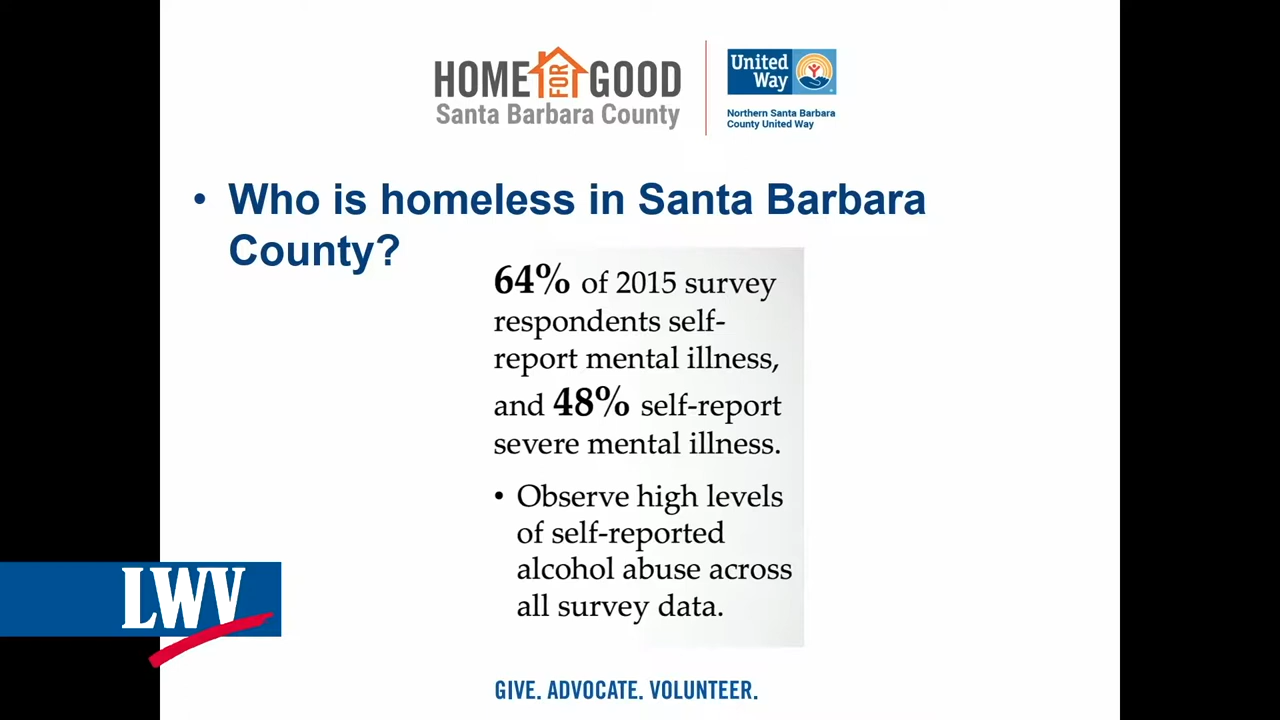 HOME FOR GOOD
Santa Barbara County
United
Way
Northern Santa Barbara
County United Way
• Who is homeless in Santa Barbara
County?
64% of 2015 survey
respondents self-
report mental illness,
and 48% self-report
severe mental illness.
• Observe high levels
of self-reported
alcohol abuse across
all survey data.
LWV
GIVE. ADVOCATE. VOLUNTEER.